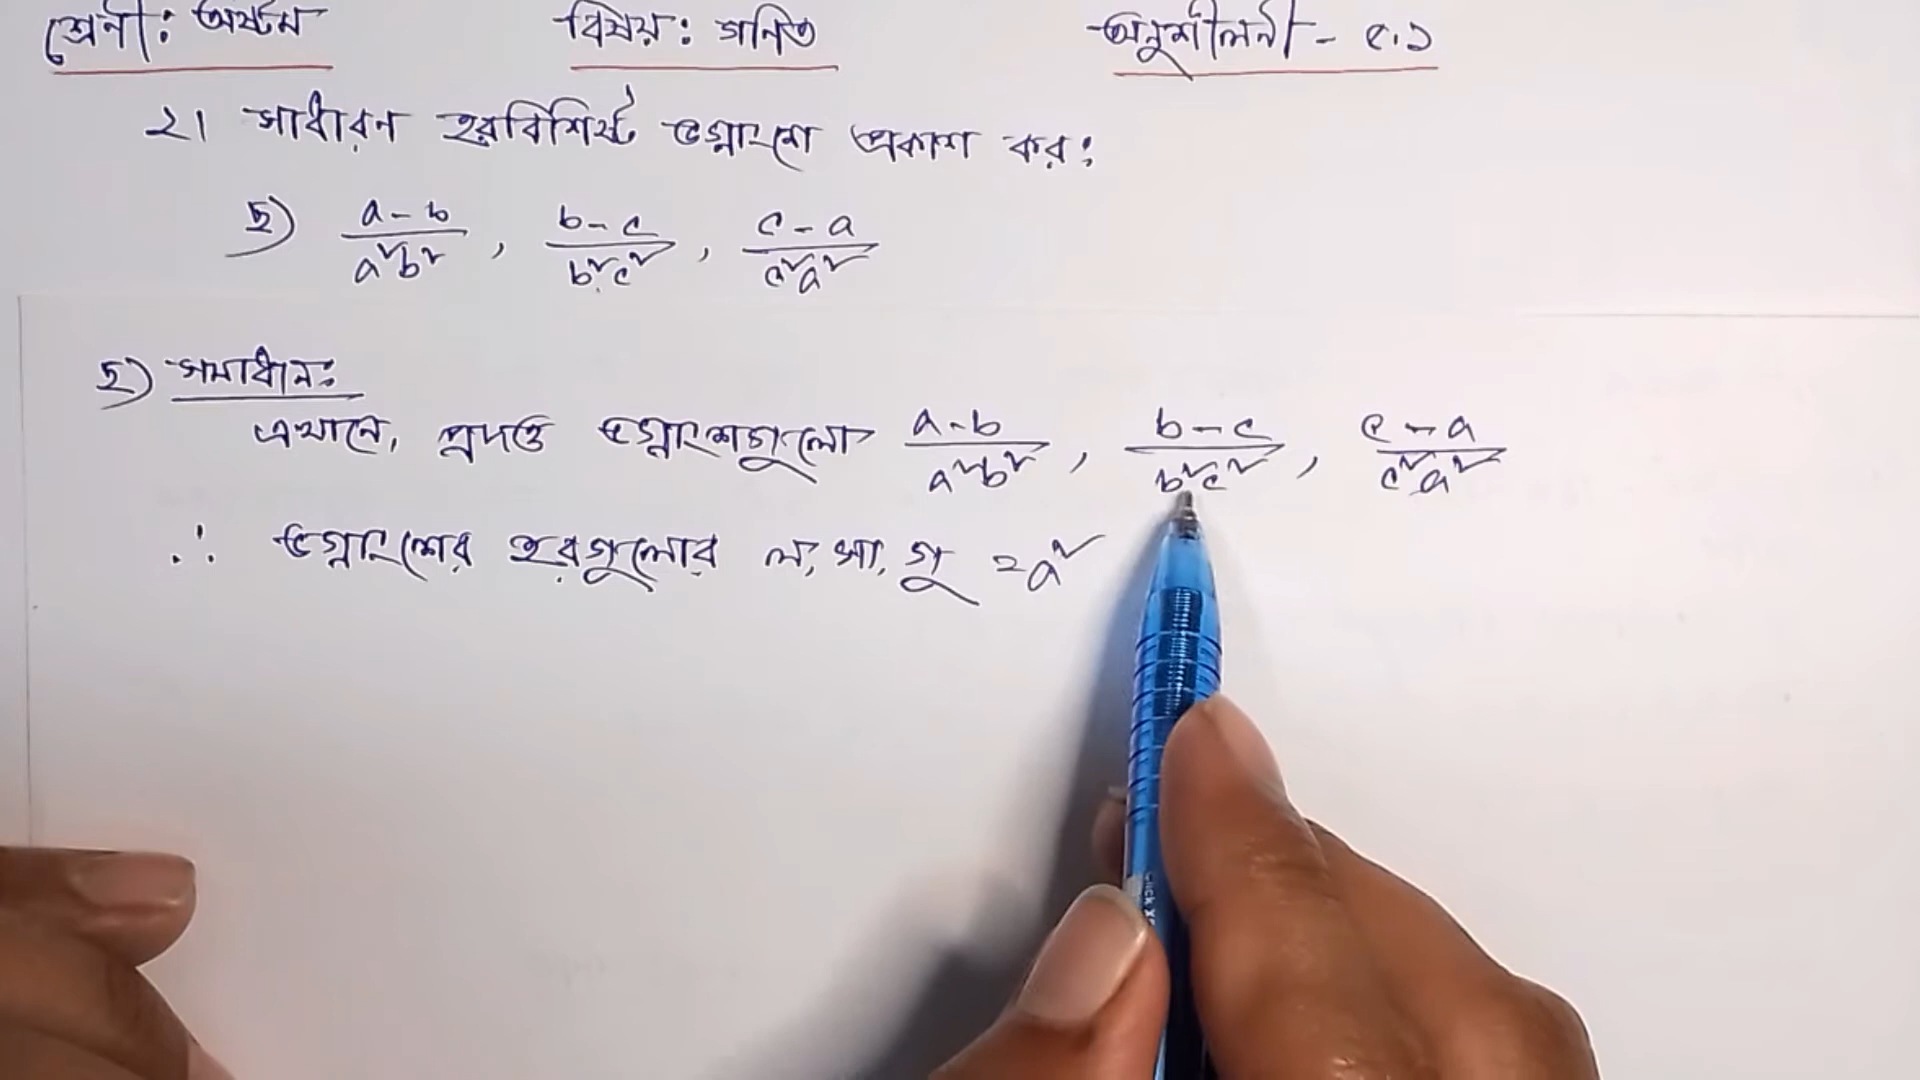 শ্রেনী: অষ্টম বিষয়: গনিত অনুশীলনী - ৫.১
২। সাধারন হরবিশিষ্ট ভগ্নাংশে প্রকাশ কর:
ছ) a-b/a²b² , b-c/b²c² , c-a/c²a²
ছ) সমাধান:
এখানে, প্রদত্ত ভগ্নাংশগুলো a-b/a²b² , b-c/b²c² , c-a/c²a²
∴ ভগ্নাংশের হরগুলোর ল,সা,গু = a²